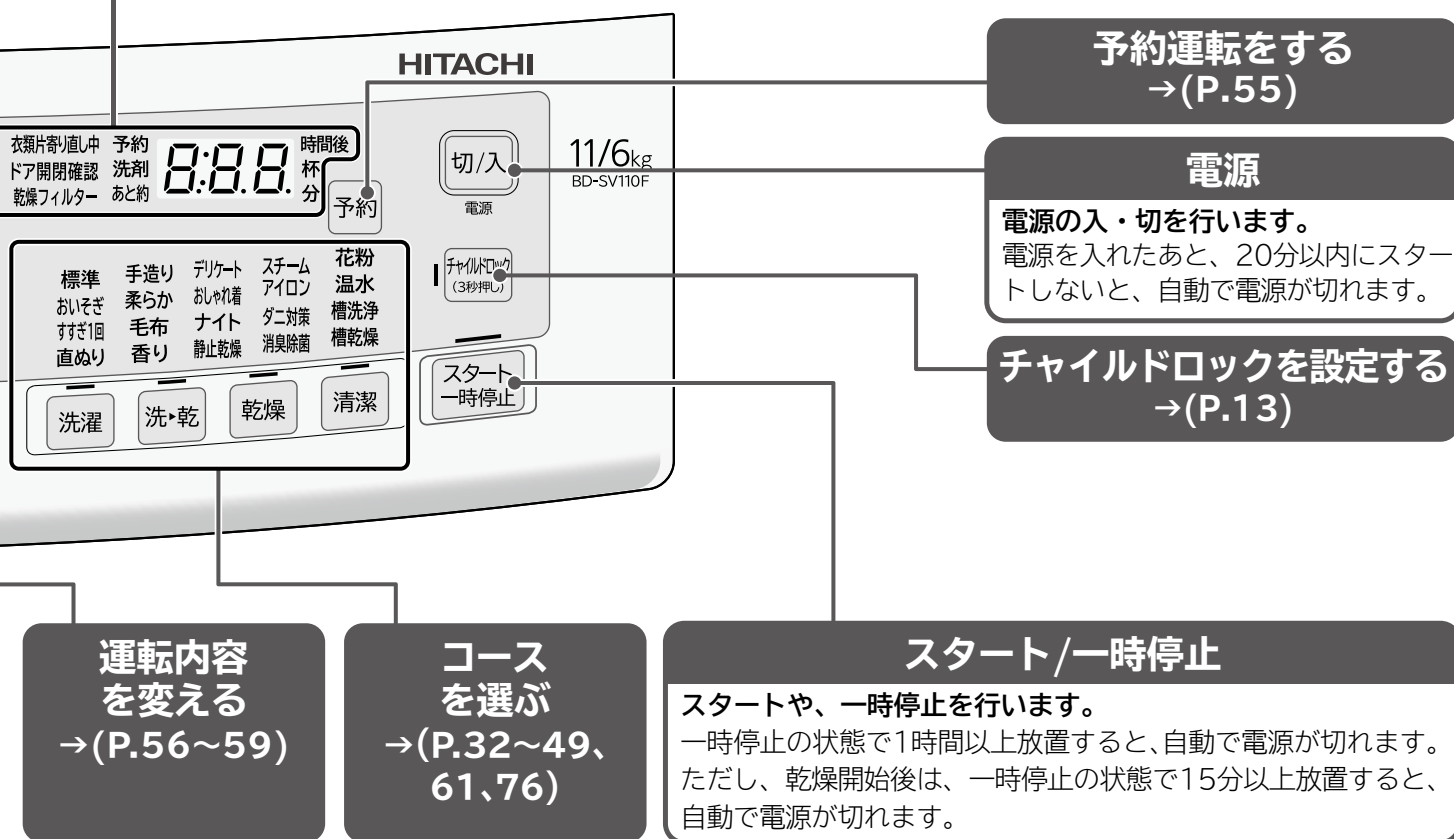 HITACHI
衣類片寄り直し中
ドア開閉確認
乾燥フィルター
予約
洗剤
あと約
8:8.8.
時間後
杯
分
予約
切/入
電源
11/6kg
BD-SV110F
チャイルドロック
(3秒押し)
標準
おいそぎ
すすぎ1回
直ぬり
手造り
柔らか
毛布
香り
デリケート
おしゃれ着
ナイト
静止乾燥
スチーム
アイロン
ダニ対策
消臭除菌
花粉
温水
槽洗浄
槽乾燥
洗濯
洗▸乾
乾燥
清潔
スタート
一時停止
予約運転をする
→(P.55)
電源
電源の入・切を行います。
電源を入れたあと、20分以内にスター
トしないと、自動で電源が切れます。
チャイルドロックを設定する
→(P.13)
運転内容
を変える
→(P.56~59)
コース
を選ぶ
→(P.32~49、
61、76)
スタート/一時停止
スタートや、一時停止を行います。
一時停止の状態で1時間以上放置すると、自動で電源が切れます。
ただし、乾燥開始後は、一時停止の状態で15分以上放置すると、
自動で電源が切れます。